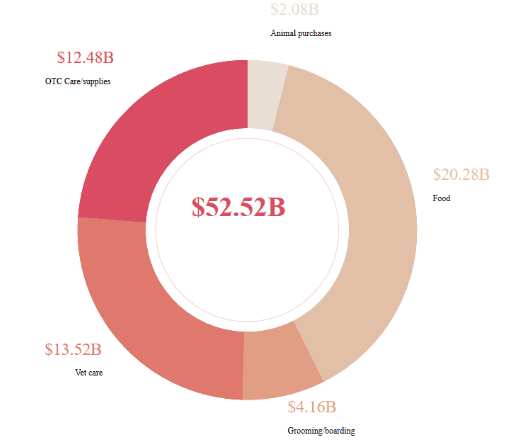 $2.08B
Animal purchases
$12.48B
OTC Care/supplies
$20.28B
Food
$52.52B
$13.52B
Vet care
$4.16B
Grooming/boarding